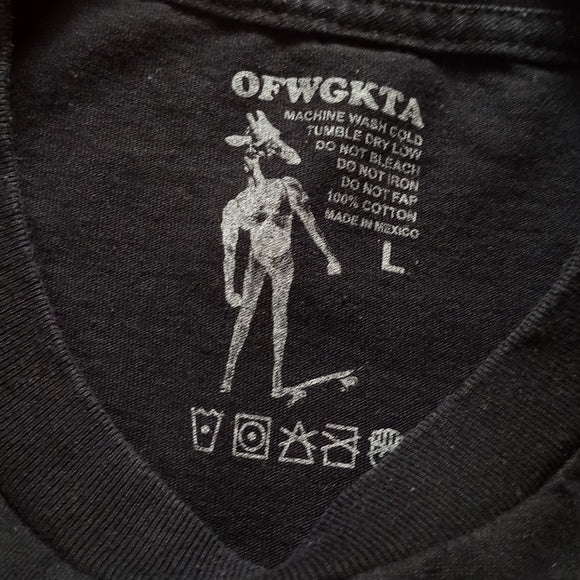 OFWGKTA
MACHINE WASH COLD
TUMBLE DRY LOW
DO NOT BLEACH
DO NOT IRON
DO NOT FAP
100% COTTON
MADE IN MEXICO
L